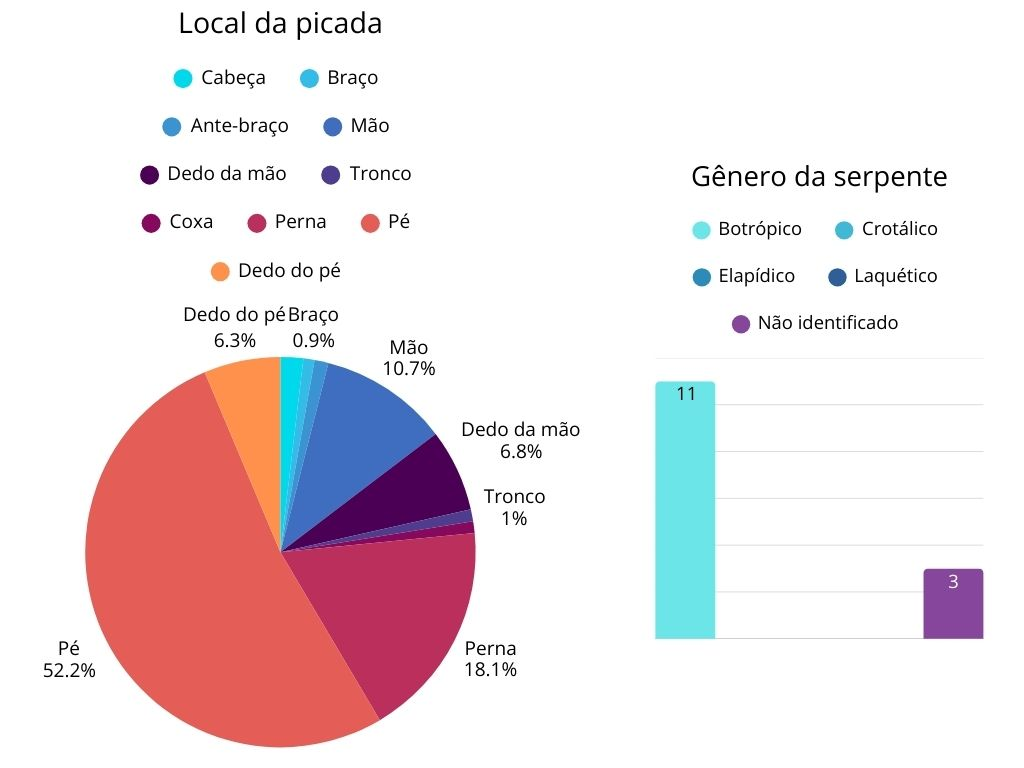 Local da picada
Cabeça Braço
Ante-braço Mão
Dedo da mão Tronco
Coxa Perna Pé
Dedo do pé
Dedo do pé Braço
6.3% 0.9%
Mão
10.7%
Dedo da mão
6.8%
Tronco
1%
Perna
18.1%
Pé
52.2%
Gênero da serpente
Botrópico Crotálico
Elapídico Laquético
Não identificado
11
3